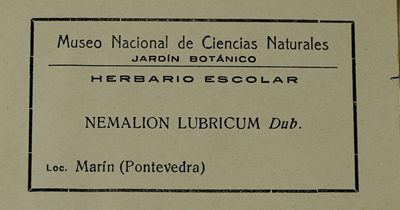 Museo Nacional de Ciencias Naturales
JARDÍN BOTÁNICO
HERBARIO ESCOLAR
NEMALION LUBRICUM Dub.
Loc. Marín (Pontevedra)